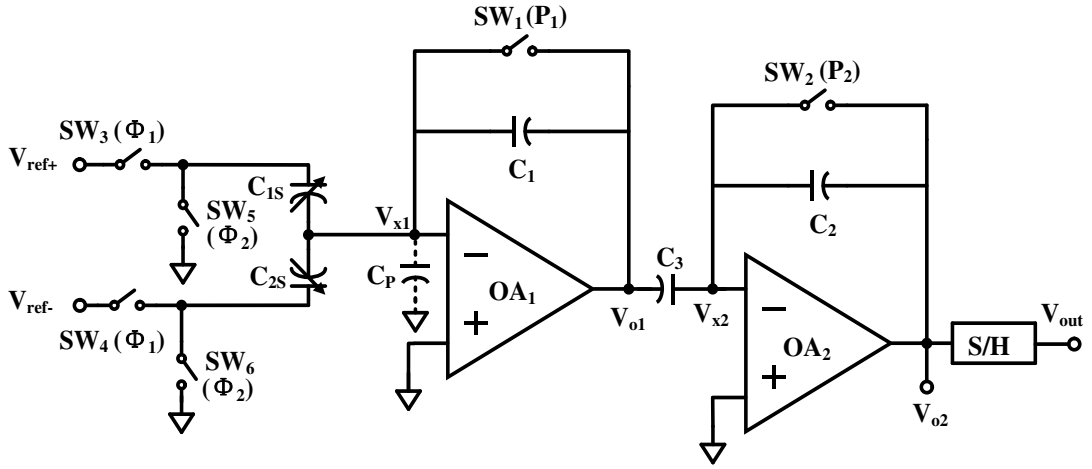 SW1 (P1)
SW2 (P2)
SW3 (Φ1)
Vref+
C1
C1S
SW5
(Φ2)
Vx1
C2
C2S
CP
−
OA1
C3
Vref-
+
Vo1
Vx2
−
Vout
SW4 (Φ1)
OA2
S/H
SW6
(Φ2)
+
Vo2